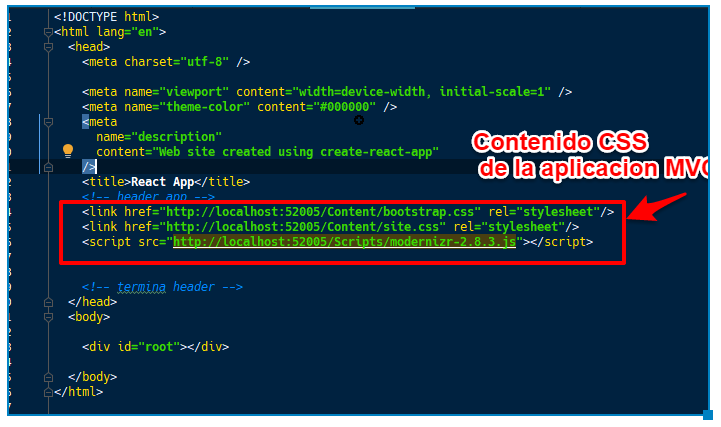 <!DOCTYPE html>
<html lang="en">
<head>
<meta charset="utf-8" />
<meta name="viewport" content="width=device-width, initial-scale=1" />
<meta name="theme-color" content="#000000" />
<meta
name="description"
content="Web site created using create-react-app"
/>
Contenido CSS
de la aplicacion MVC
<title>React App</title>
<!-- header app -->
<link href="http://localhost:52005/Content/bootstrap.css" rel="stylesheet"/>
<link href="http://localhost:52005/Content/site.css" rel="stylesheet"/>
<script src="http://localhost:52005/Scripts/modernizr-2.8.3.js"></script>
<!-- termina header -->
</head>
<body>
<div id="root"></div>
</body>
</html>